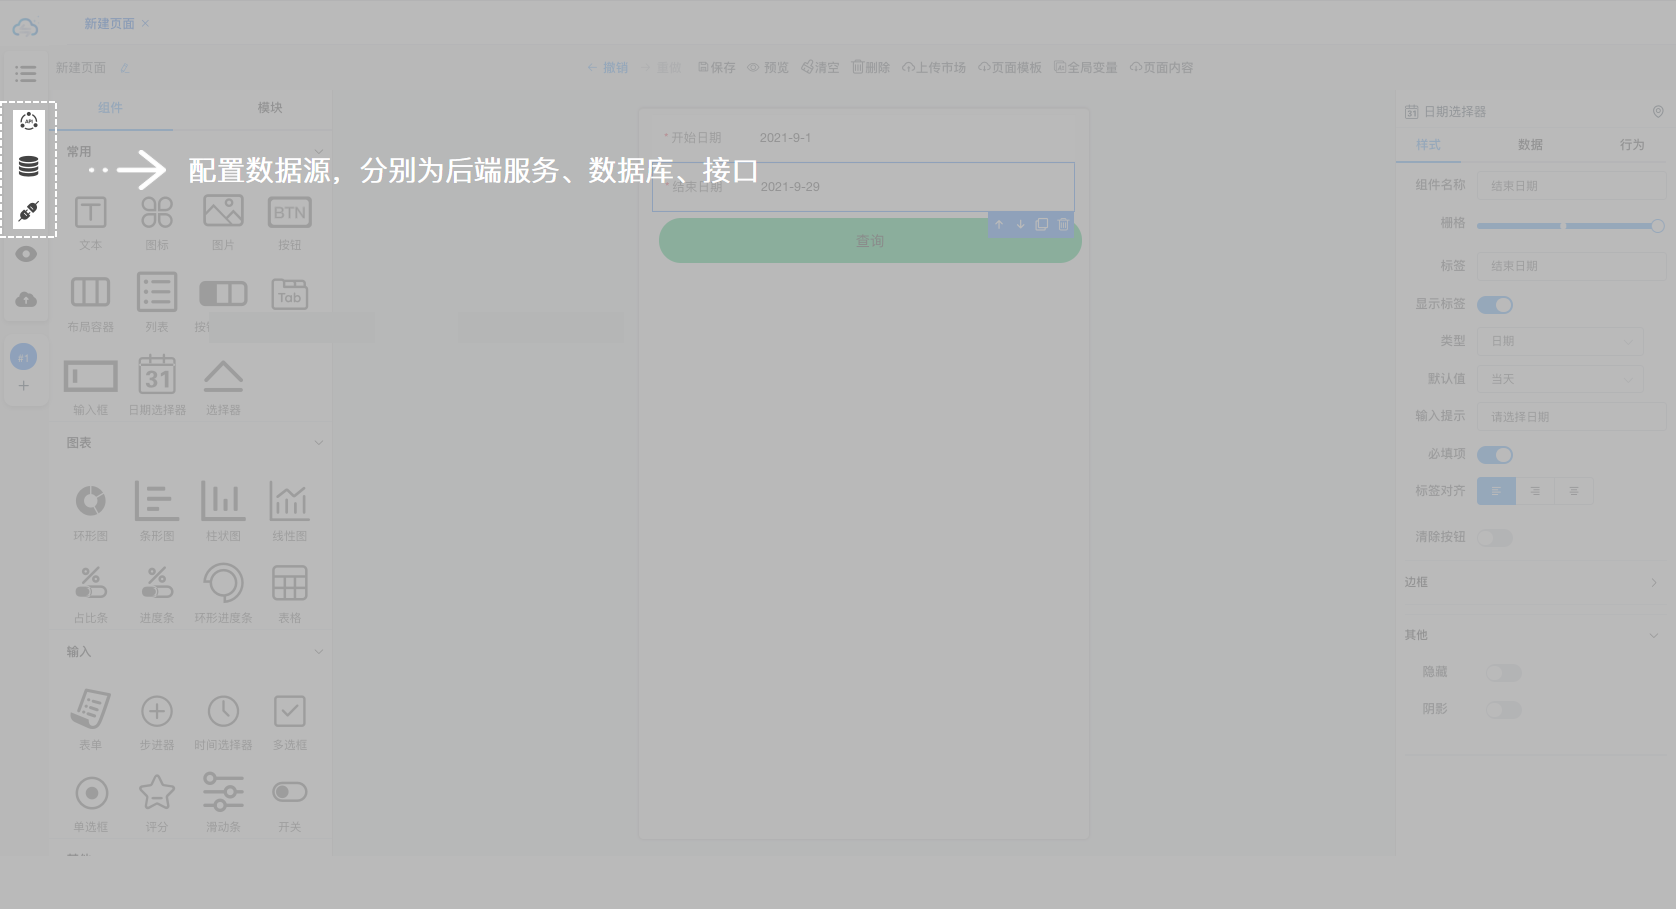 新建页面 ×
新建页面
← 撤销 → 重做 保存 预览 清空 删除 上传市场 页面模板 全局变量 页面内容
组件 模块
常用
配置数据源，分别为后端服务、数据库、接口
API
T BTN
文本 图标 图片 按钮
Tab
布局容器 列表
31
输入框 日期选择器 选择器
图表
环形图 条形图 柱状图 线性图
占比条 进度条 环形进度条 表格
输入
表单 步进器 时间选择器 多选框
单选框 评分 滑动条 开关
#1
+
* 开始日期 2021-9-1
* 结束日期 2021-9-29
查询
31 日期选择器
样式 数据 行为
组件名称 结束日期
栅格
标签 结束日期
显示标签
类型 日期
默认值 当天
输入提示 请选择日期
必填项
标签对齐
清除按钮
边框
其他
隐藏
阴影